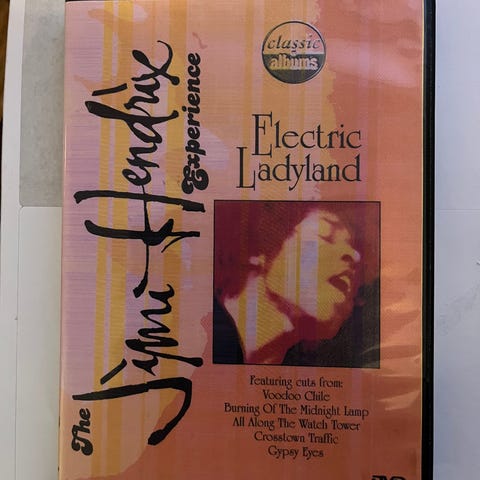 The Jymi Hendrix Experience
classic
albums
Electric
Ladyland
Featuring cuts from:
Voodoo Chile
Burning Of The Midnight Lamp
All Along The Watch Tower
Crosstown Traffic
Gypsy Eyes